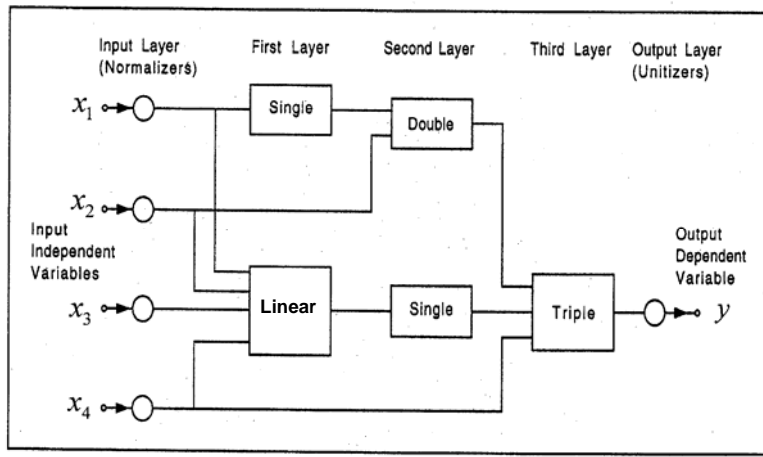 Input Layer
(Normalizers)
First Layer
Second Layer
Third Layer
Output Layer
(Unitizers)
x1
Single
Double
x2
Input
Independent
Variables
Output
Dependent
Variable
x3
Linear
Single
Triple
y
x4